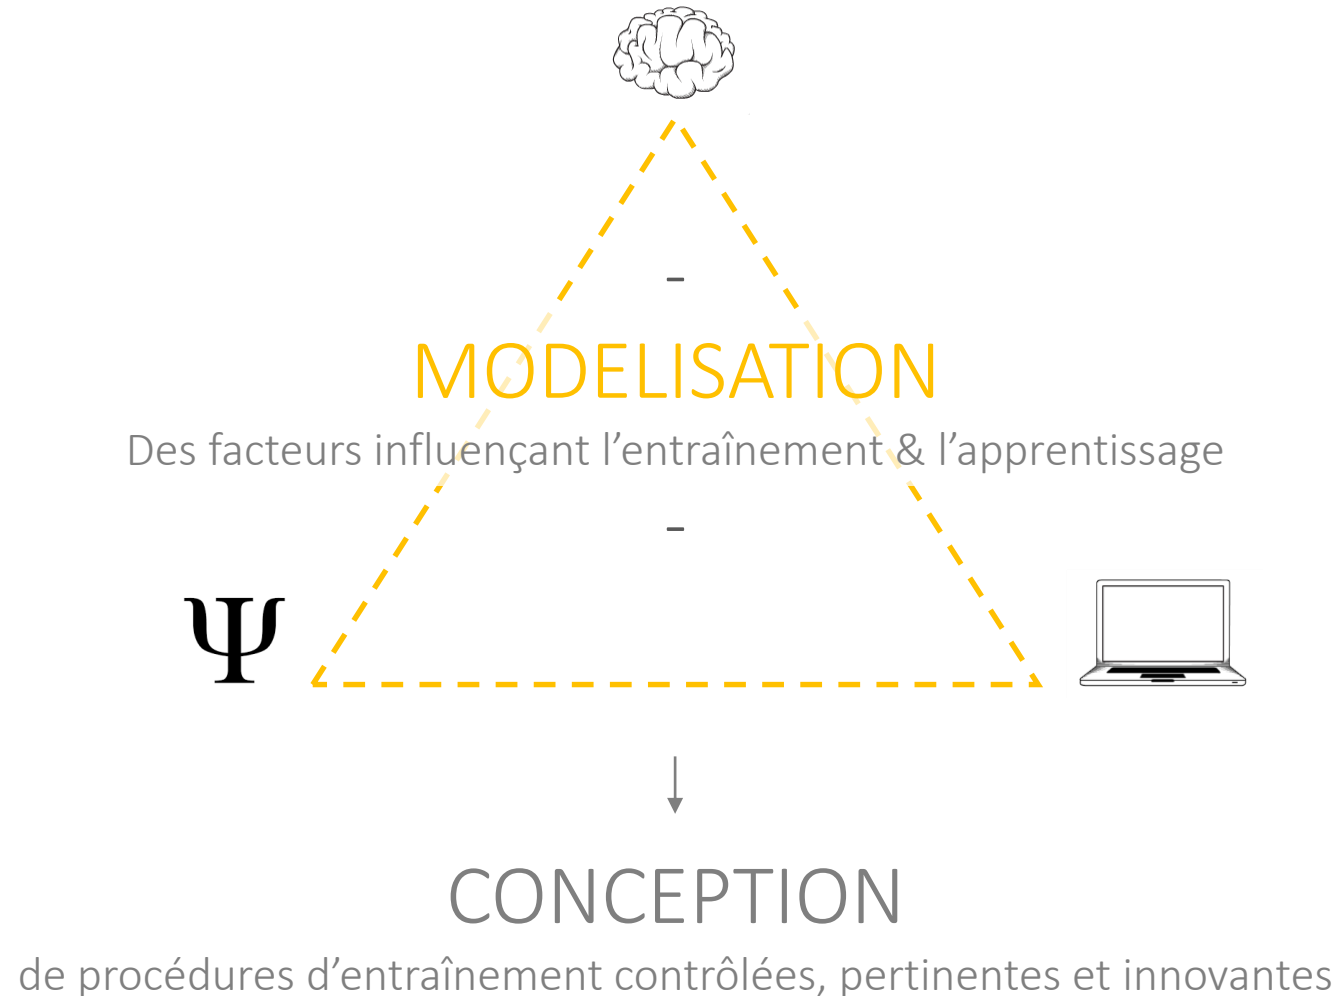 -
MODELISATION
Des facteurs influençant l’entraînement & l’apprentissage
-
Ψ
CONCEPTION
de procédures d’entraînement contrôlées, pertinentes et innovantes